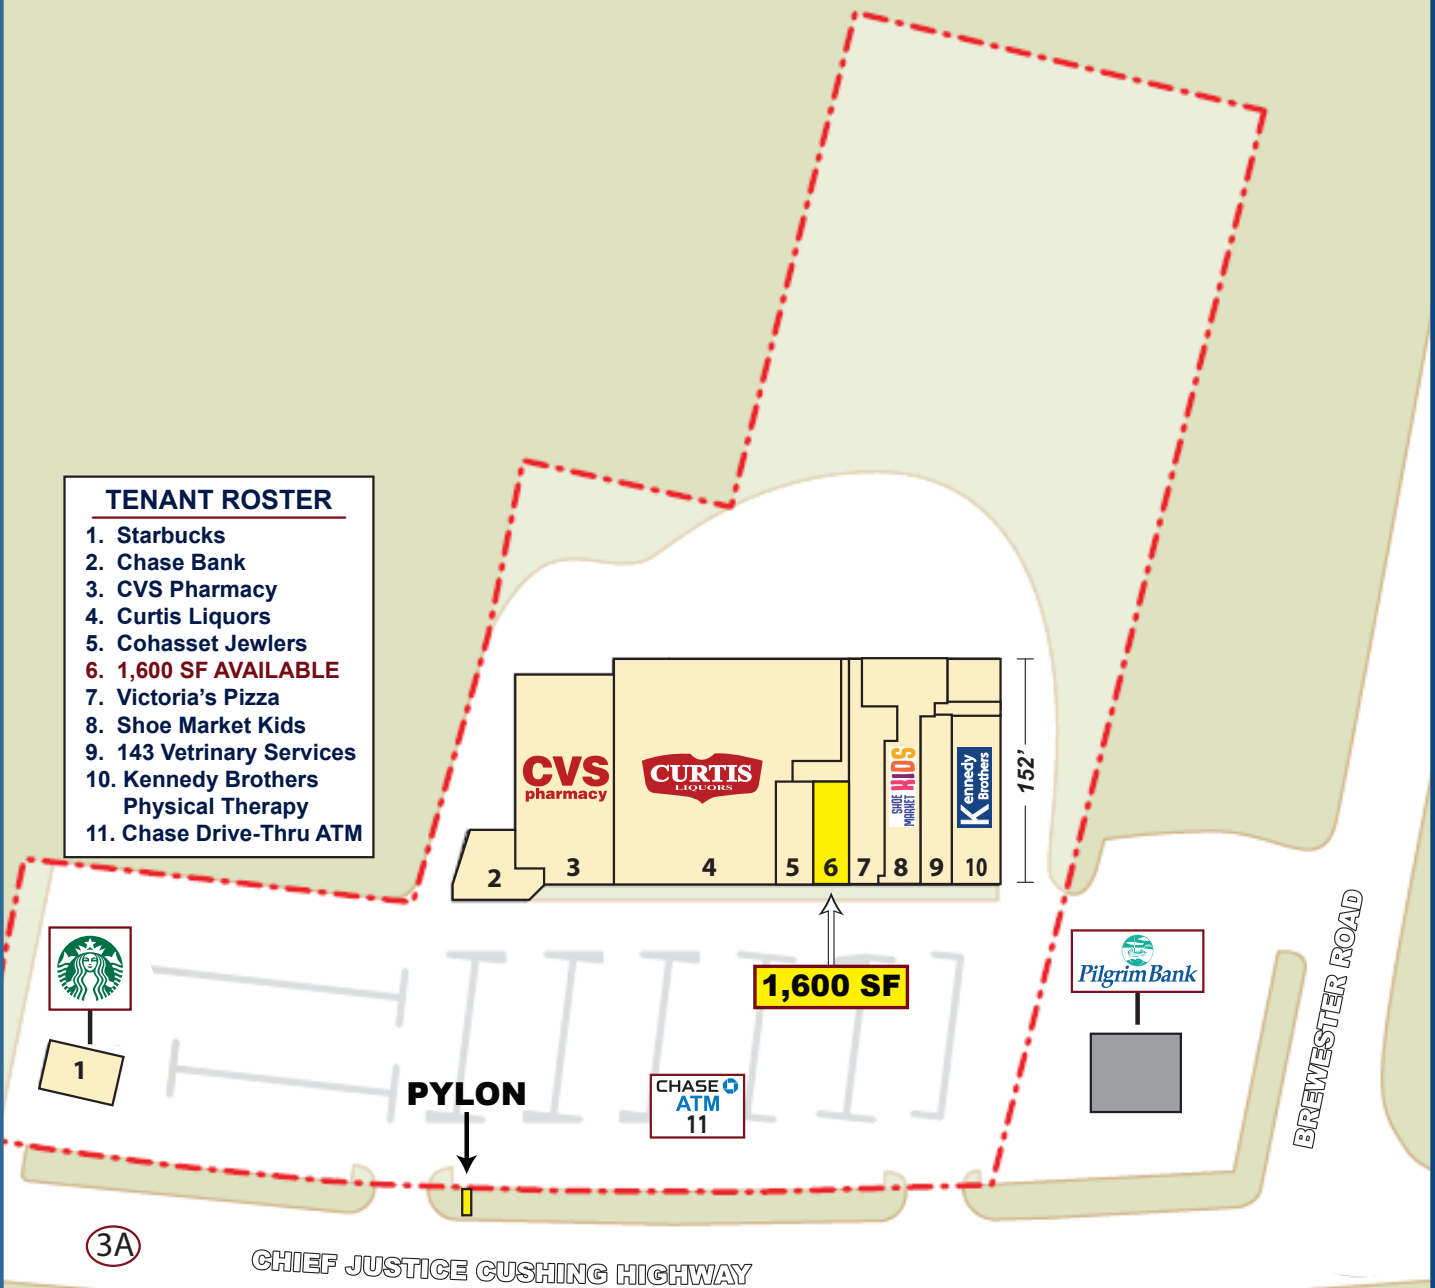 TENANT ROSTER
1. Starbucks
2. Chase Bank
3. CVS Pharmacy
4. Curtis Liquors
5. Cohasset Jewlers
6. 1,600 SF AVAILABLE
7. Victoria’s Pizza
8. Shoe Market Kids
9. 143 Vetrinary Services
10. Kennedy Brothers
Physical Therapy
11. Chase Drive-Thru ATM
CVS
pharmacy
CURTIS
LIQUORS
SHOE
MARKET
KIDS
Kennedy
Brothers
152’
2
3
4
5
6
7
8
9
10
1,600 SF
Pilgrim Bank
1
PYLON
CHASE
ATM
11
BREWESTER ROAD
3A
CHIEF JUSTICE CUSHING HIGHWAY